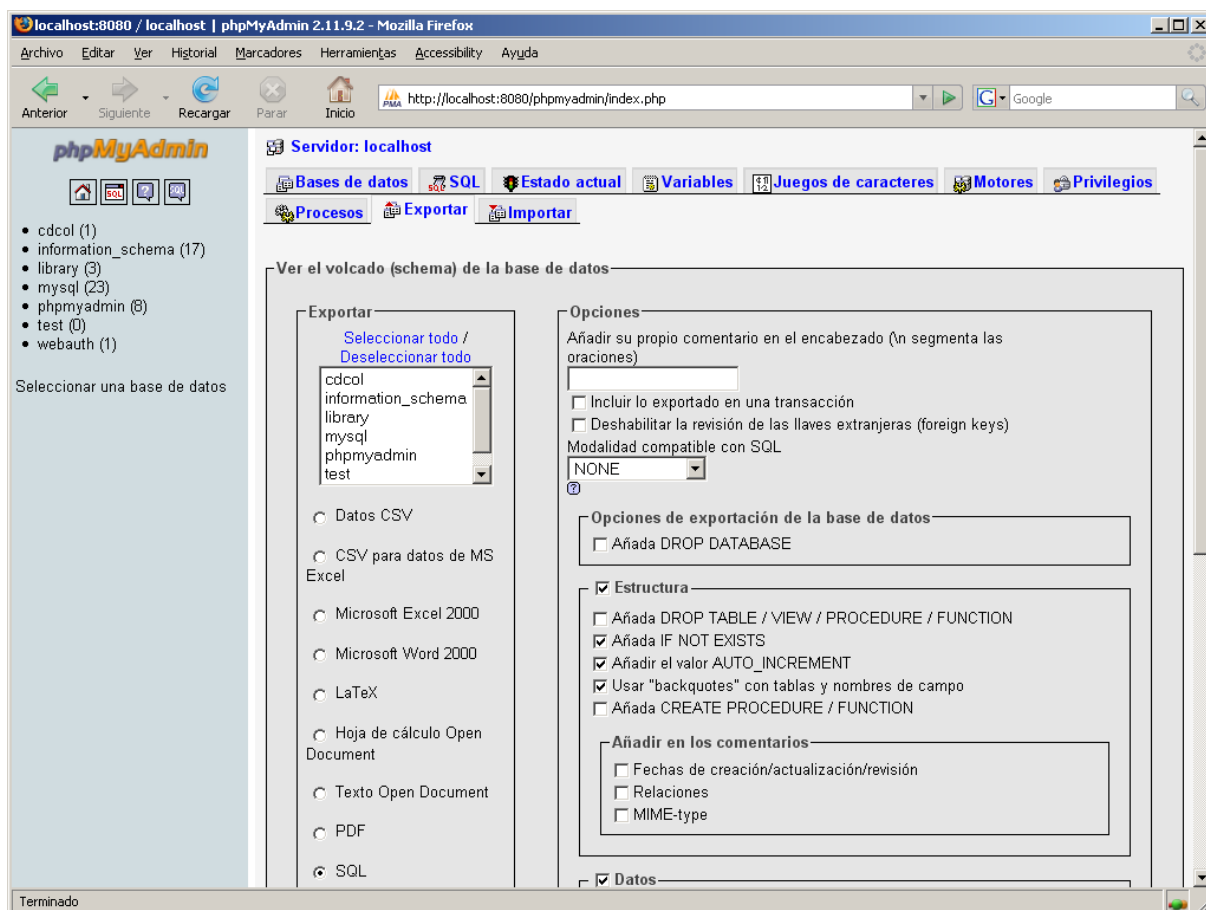 localhost:8080 / localhost | phpMyAdmin 2.11.9.2 - Mozilla Firefox
Archivo Editar Ver Historial Marcadores Herramientas Accessibility Ayuda
Anterior Siguiente Recargar Parar Inicio
PMA http://localhost:8080/phpmyadmin/index.php
G Google
phpMyAdmin
SQL ? SQL
cdcol (1)
information_schema (17)
library (3)
mysql (23)
phpmyadmin (8)
test (0)
webauth (1)
Seleccionar una base de datos
Servidor: localhost
Bases de datos SQL Estado actual Variables Juegos de caracteres Motores Privilegios
Procesos Exportar Importar
Ver el volcado (schema) de la base de datos
Exportar
Seleccionar todo /
Deseleccionar todo
cdcol
information_schema
library
mysql
phpmyadmin
test
Datos CSV
CSV para datos de MS
Excel
Microsoft Excel 2000
Microsoft Word 2000
LaTeX
Hoja de cálculo Open
Document
Texto Open Document
PDF
SQL
Opciones
Añadir su propio comentario en el encabezado (\n segmenta las
oraciones)
Incluir lo exportado en una transacción
Deshabilitar la revisión de las llaves extranjeras (foreign keys)
Modalidad compatible con SQL
NONE
?
Opciones de exportación de la base de datos
Añada DROP DATABASE
Estructura
Añada DROP TABLE / VIEW / PROCEDURE / FUNCTION
Añada IF NOT EXISTS
Añadir el valor AUTO_INCREMENT
Usar "backquotes" con tablas y nombres de campo
Añada CREATE PROCEDURE / FUNCTION
Añadir en los comentarios
Fechas de creación/actualización/revisión
Relaciones
MIME-type
Datos
Terminado